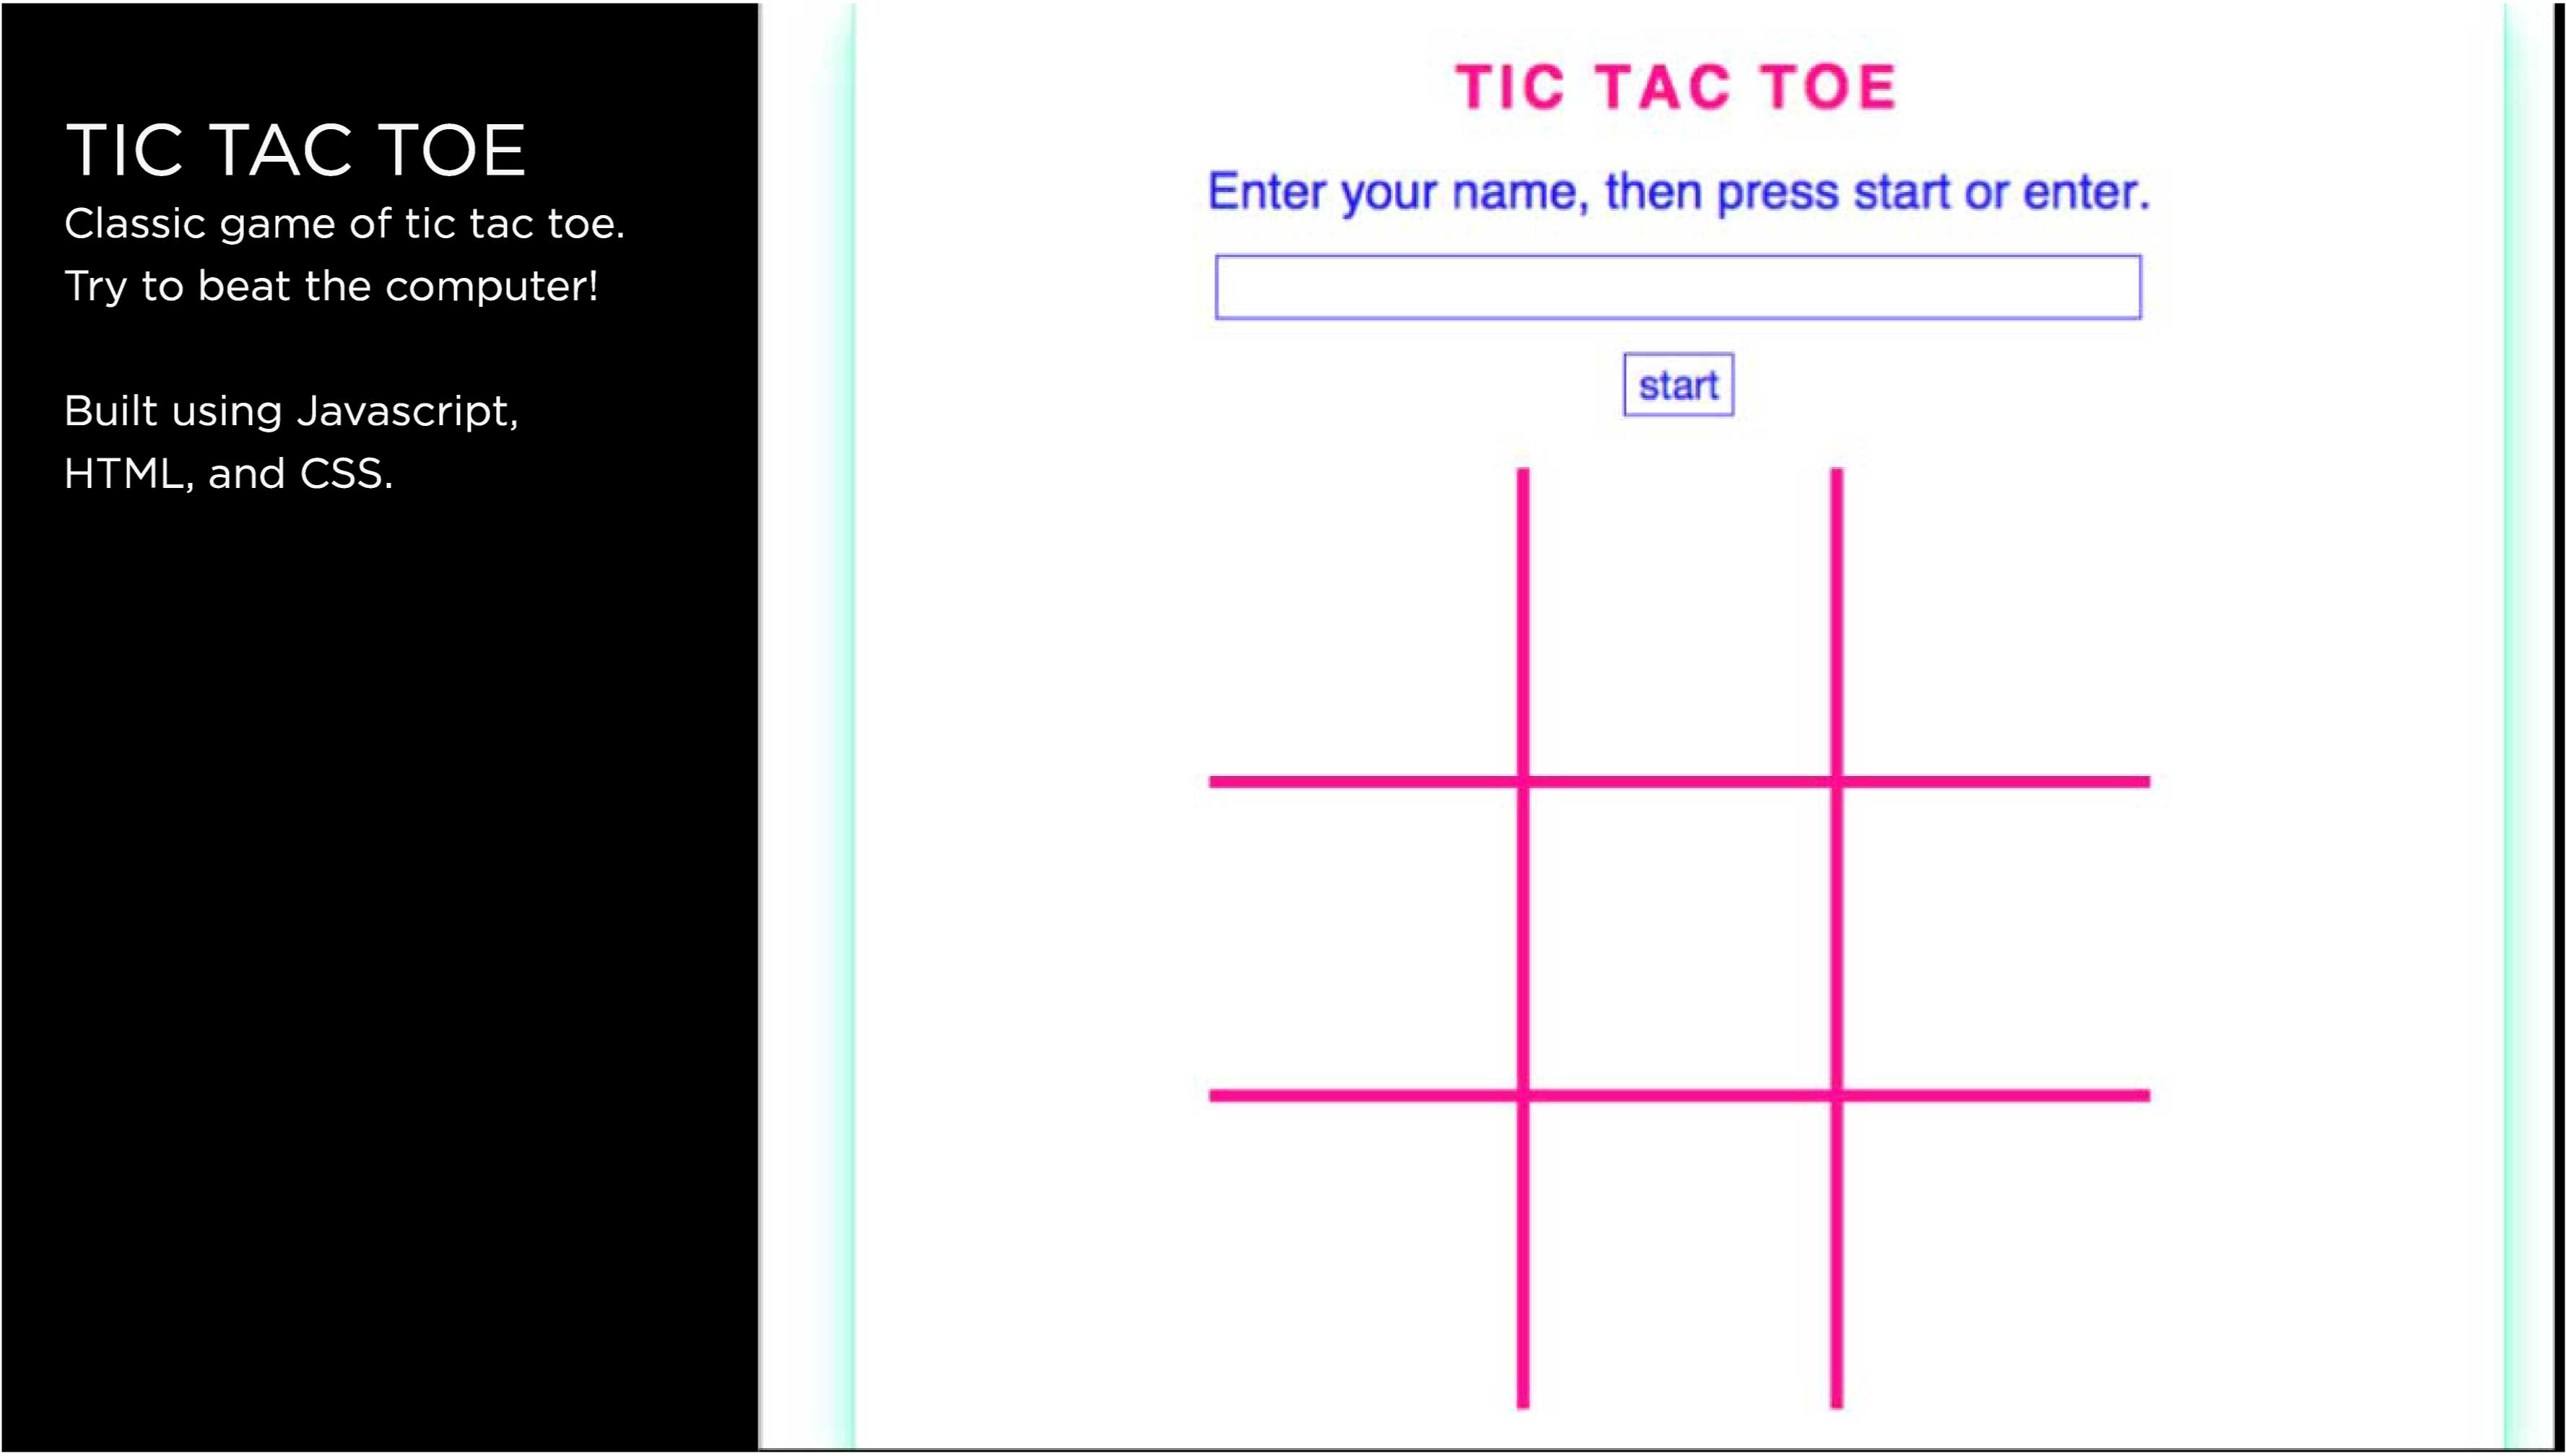 TIC TAC TOE
Classic game of tic tac toe.
Try to beat the computer!
Built using Javascript,
HTML, and CSS.
TIC TAC TOE
Enter your name, then press start or enter.
start